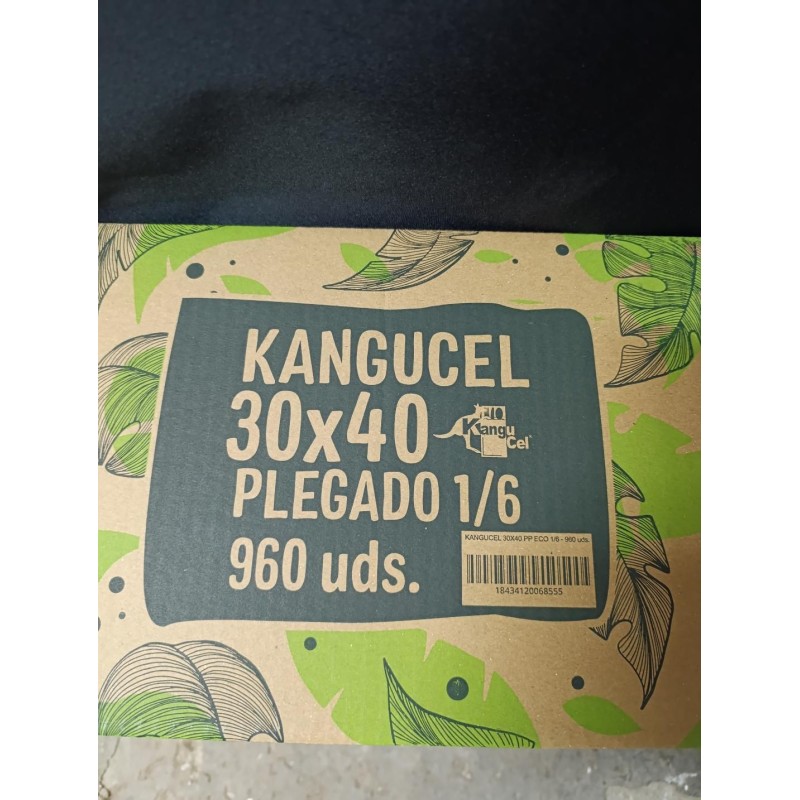 KANGUCEL
30x40
Kangu
Cel
PLEGADO 1/6
960 uds.
KANGUCEL 30X40 PP ECO 1/6 - 960 uds.
18434120068555